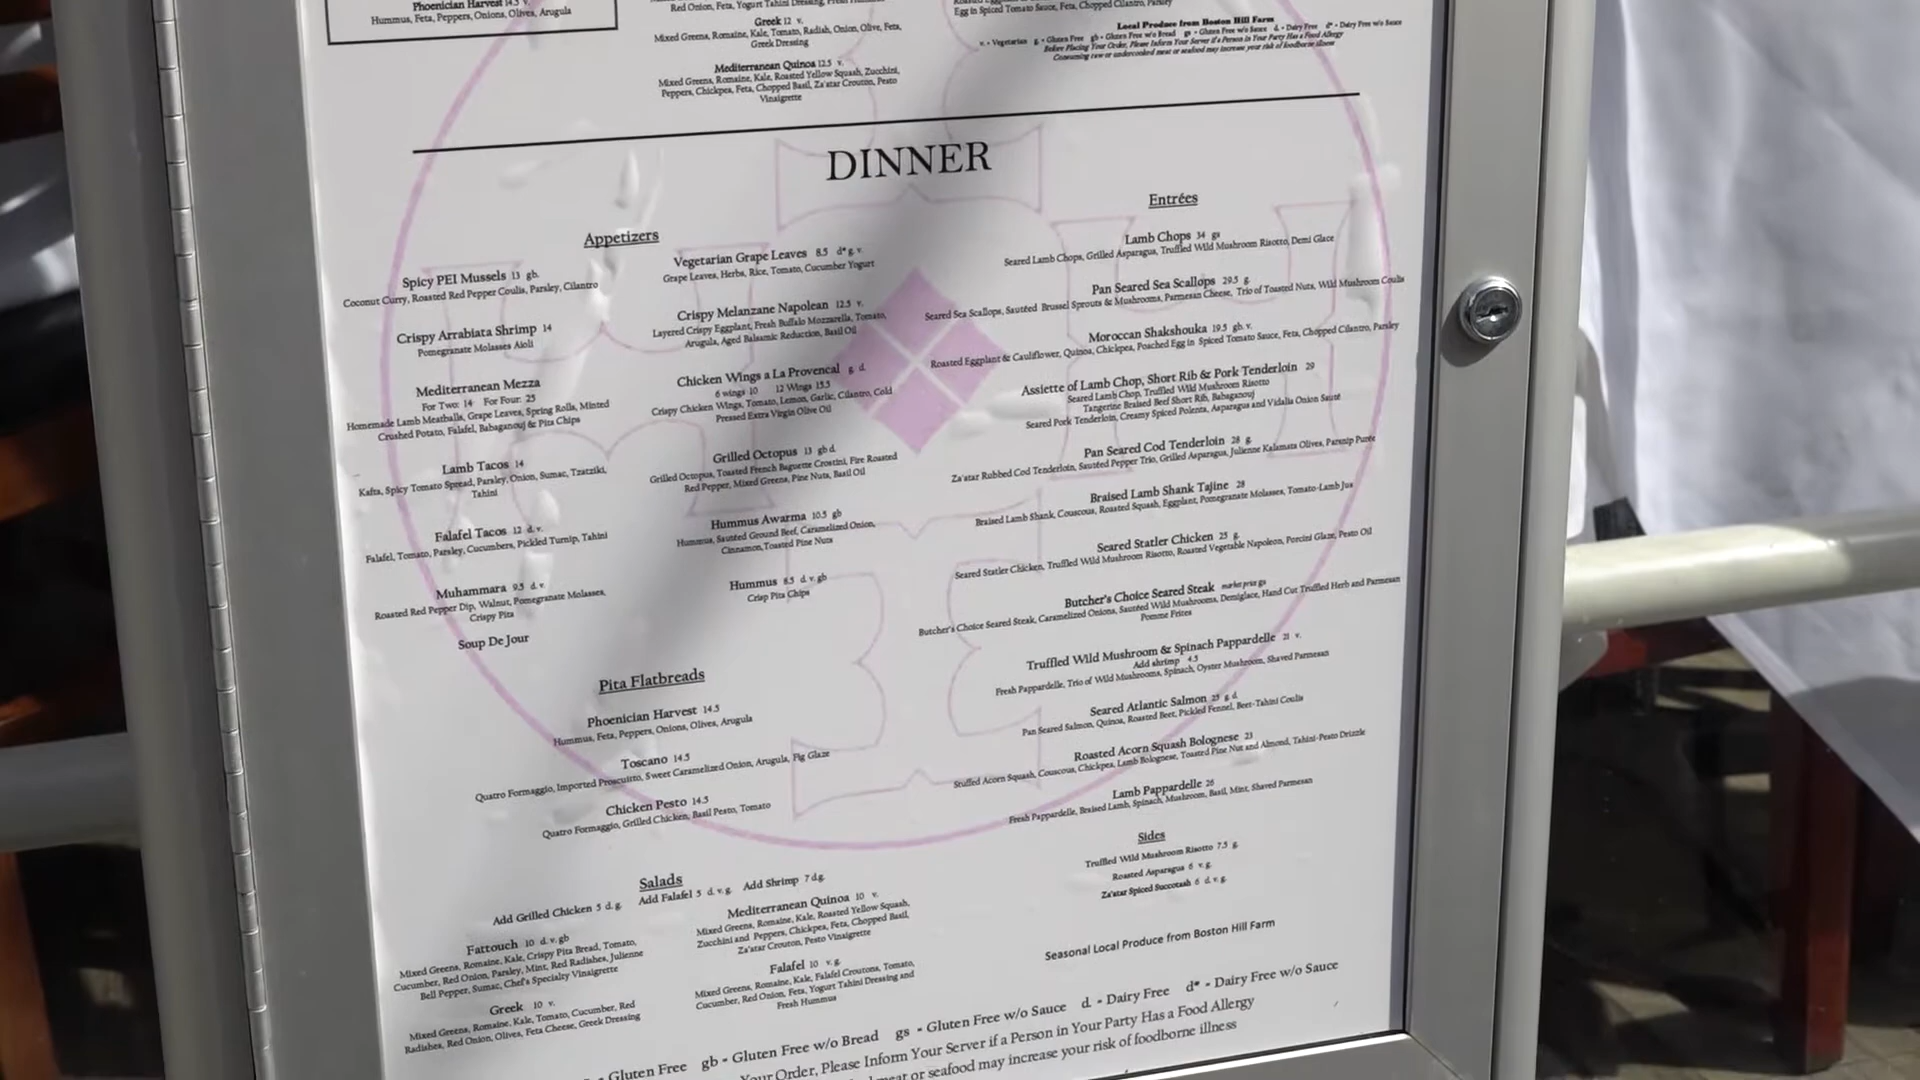 Phoenician Harvest 14.5 v.
Hummus, Feta, Peppers, Onions, Olives, Arugula
Red Onion, Feta, Yogurt Tahini Dressing, Fresh Hummus
Greek 12 v.
Mixed Greens, Romaine, Kale, Tomato, Radish, Onion, Olive, Feta,
Greek Dressing
Mediterranean Quinoa 12.5 v.
Mixed Greens, Romaine, Kale, Roasted Yellow Squash, Zucchini,
Peppers, Chickpea, Feta, Chopped Basil, Za'atar Crouton, Pesto
Vinaigrette
Egg in Spiced Tomato Sauce, Feta, Chopped Cilantro, Parsley
Local Produce from Boston Hill Farm
v. - Vegetarian g - Gluten Free gb - Gluten Free w/o Bread gs - Gluten Free w/o Sauce d. - Dairy Free d* - Dairy Free w/o Sauce
Before Placing Your Order, Please Inform Your Server if a Person in Your Party Has a Food Allergy
Consuming raw or undercooked meat or seafood may increase your risk of foodborne illness
DINNER
Appetizers
Spicy PEI Mussels 13 gb.
Coconut Curry, Roasted Red Pepper Coulis, Parsley, Cilantro
Crispy Arrabiata Shrimp 14
Pomegranate Molasses Aioli
Mediterranean Mezza
For Two: 14 For Four: 25
Homemade Lamb Meatballs, Grape Leaves, Spring Rolls, Minted
Crushed Potato, Falafel, Babaganouj & Pita Chips
Lamb Tacos 14
Kafta, Spicy Tomato Spread, Parsley, Onion, Sumac, Tzatziki,
Tahini
Falafel Tacos 12 d. v.
Falafel, Tomato, Parsley, Cucumbers, Pickled Turnip, Tahini
Muhammara 9.5 d. v.
Roasted Red Pepper Dip, Walnut, Pomegranate Molasses,
Crispy Pita
Soup De Jour
Vegetarian Grape Leaves 8.5 d* g. v.
Grape Leaves, Herbs, Rice, Tomato, Cucumber Yogurt
Crispy Melanzane Napolean 12.5 v.
Layered Crispy Eggplant, Fresh Buffalo Mozzarella, Tomato,
Arugula, Aged Balsamic Reduction, Basil Oil
Chicken Wings a La Provencal g. d.
6 wings 10 12 Wings 15.5
Crispy Chicken Wings, Tomato, Lemon, Garlic, Cilantro, Cold
Pressed Extra Virgin Olive Oil
Grilled Octopus 13 gb d.
Grilled Octopus, Toasted French Baguette Crostini, Fire Roasted
Red Pepper, Mixed Greens, Pine Nuts, Basil Oil
Hummus Awarma 10.5 gb
Hummus, Sautéed Ground Beef, Caramelized Onion,
Cinnamon, Toasted Pine Nuts
Hummus 8.5 d. v. gb
Crisp Pita Chips
Pita Flatbreads
Phoenician Harvest 14.5
Hummus, Feta, Peppers, Onions, Olives, Arugula
Toscano 14.5
Quatro Formaggio, Imported Proscuitto, Sweet Caramelized Onion, Arugula, Fig Glaze
Chicken Pesto 14.5
Quatro Formaggio, Grilled Chicken, Basil Pesto, Tomato
Salads
Add Grilled Chicken 5 d. g. Add Falafel 5 d. v. g. Add Shrimp 7 d.g.
Fattouch 10 d. v. gb
Mixed Greens, Romaine, Kale, Crispy Pita Bread, Tomato,
Cucumber, Red Onion, Parsley, Mint, Red Radishes, Julienne
Bell Pepper, Sumac, Chef's Specialty Vinaigrette
Greek 10 v.
Mixed Greens, Romaine, Kale, Tomato, Cucumber, Red
Radishes, Red Onion, Olives, Feta Cheese, Greek Dressing
Mediterranean Quinoa 10 v.
Mixed Greens, Romaine, Kale, Roasted Yellow Squash,
Zucchini and Peppers, Chickpea, Feta, Chopped Basil,
Za'atar Crouton, Pesto Vinaigrette
Falafel 10 v. g.
Mixed Greens, Romaine, Kale, Falafel Croutons, Tomato,
Cucumber, Red Onion, Feta, Yogurt Tahini Dressing and
Fresh Hummus
Entrées
Lamb Chops 34 gs
Seared Lamb Chops, Grilled Asparagus, Truffled Wild Mushroom Risotto, Demi Glace
Pan Seared Sea Scallops 29.5 g.
Seared Sea Scallops, Sautéed Brussel Sprouts & Mushrooms, Parmesan Cheese, Trio of Toasted Nuts, Wild Mushroom Coulis
Moroccan Shakshouka 19.5 gb. v.
Roasted Eggplant & Cauliflower, Quinoa, Chickpea, Poached Egg in Spiced Tomato Sauce, Feta, Chopped Cilantro, Parsley
Assiette of Lamb Chop, Short Rib & Pork Tenderloin 29
Seared Lamb Chop, Truffled Wild Mushroom Risotto
Tangerine Braised Beef Short Rib, Babaganouj
Seared Pork Tenderloin, Creamy Spiced Polenta, Asparagus and Vidalia Onion Sauté
Pan Seared Cod Tenderloin 28 g.
Za'atar Rubbed Cod Tenderloin, Sautéed Pepper Trio, Grilled Asparagus, Julienne Kalamata Olives, Parsnip Purée
Braised Lamb Shank Tajine 28
Braised Lamb Shank, Couscous, Roasted Squash, Eggplant, Pomegranate Molasses, Tomato-Lamb Jus
Seared Statler Chicken 25 g.
Seared Statler Chicken, Truffled Wild Mushroom Risotto, Roasted Vegetable Napoleon, Porcini Glaze, Pesto Oil
Butcher's Choice Seared Steak market price gs
Butcher's Choice Seared Steak, Caramelized Onions, Sautéed Wild Mushrooms, Demiglace, Hand Cut Truffled Herb and Parmesan
Pomme Frites
Truffled Wild Mushroom & Spinach Pappardelle 21 v.
Add shrimp 4.5
Fresh Pappardelle, Trio of Wild Mushrooms, Spinach, Oyster Mushroom, Shaved Parmesan
Seared Atlantic Salmon 25 g. d.
Pan Seared Salmon, Quinoa, Roasted Beet, Pickled Fennel, Beet-Tahini Coulis
Roasted Acorn Squash Bolognese 23
Stuffed Acorn Squash, Couscous, Chickpea, Lamb Bolognese, Toasted Pine Nut and Almond, Tahini-Pesto Drizzle
Lamb Pappardelle 26
Fresh Pappardelle, Braised Lamb, Spinach, Mushroom, Basil, Mint, Shaved Parmesan
Sides
Truffled Wild Mushroom Risotto 7.5 g.
Roasted Asparagus 6 v. g.
Za'atar Spiced Succotash 6 d. v. g.
Seasonal Local Produce from Boston Hill Farm
- Gluten Free gb - Gluten Free w/o Bread gs - Gluten Free w/o Sauce d. - Dairy Free d* - Dairy Free w/o Sauce
Your Order, Please Inform Your Server if a Person in Your Party Has a Food Allergy
meat or seafood may increase your risk of foodborne illness